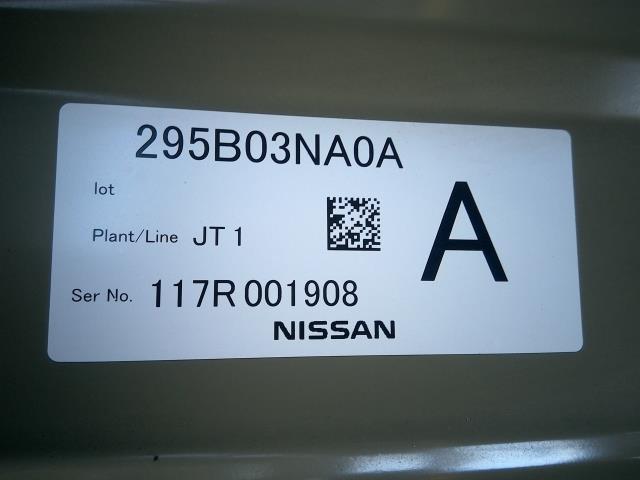 295B03NA0A
lot
Plant/Line JT 1
A
Ser No. 117R 001908
NISSAN